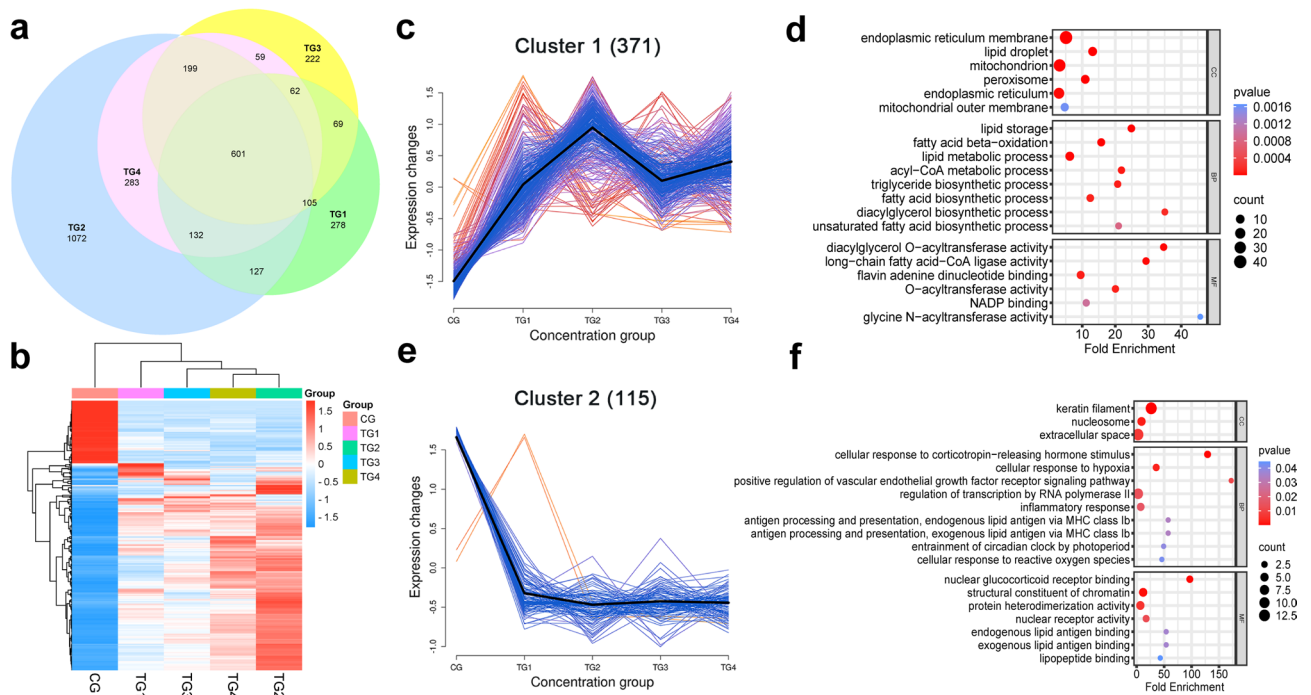 a
TG3
222
59
199
62
69
601
TG4
283
105
TG1
278
TG2
1072
132
127
b
Group
1.5
1
0.5
0
-0.5
-1
-1.5
Group
CG
TG1
TG2
TG3
TG4
CG
TG1
TG3
TG4
TG2
c
Cluster 1 (371)
Expression changes
1.5
1.0
0.5
0.0
-0.5
-1.0
-1.5
CG
TG1
TG2
TG3
TG4
Concentration group
d
endoplasmic reticulum membrane
lipid droplet
mitochondrion
peroxisome
endoplasmic reticulum
mitochondrial outer membrane
CC
lipid storage
fatty acid beta-oxidation
lipid metabolic process
acyl-CoA metabolic process
triglyceride biosynthetic process
fatty acid biosynthetic process
diacylglycerol biosynthetic process
unsaturated fatty acid biosynthetic process
BP
diacylglycerol O-acyltransferase activity
long-chain fatty acid-CoA ligase activity
flavin adenine dinucleotide binding
O-acyltransferase activity
NADP binding
glycine N-acyltransferase activity
MF
10
20
30
40
Fold Enrichment
pvalue
0.0016
0.0012
0.0008
0.0004
count
10
20
30
40
e
Cluster 2 (115)
Expression changes
1.5
1.0
0.5
0.0
-0.5
-1.0
CG
TG1
TG2
TG3
TG4
Concentration group
f
keratin filament
nucleosome
extracellular space
CC
cellular response to corticotropin-releasing hormone stimulus
cellular response to hypoxia
positive regulation of vascular endothelial growth factor receptor signaling pathway
regulation of transcription by RNA polymerase II
inflammatory response
antigen processing and presentation, endogenous lipid antigen via MHC class Ib
antigen processing and presentation, exogenous lipid antigen via MHC class Ib
entrainment of circadian clock by photoperiod
cellular response to reactive oxygen species
BP
nuclear glucocorticoid receptor binding
structural constituent of chromatin
protein heterodimerization activity
nuclear receptor activity
endogenous lipid antigen binding
exogenous lipid antigen binding
lipopeptide binding
MF
0
50
100
150
Fold Enrichment
pvalue
0.04
0.03
0.02
0.01
count
2.5
5.0
7.5
10.0
12.5